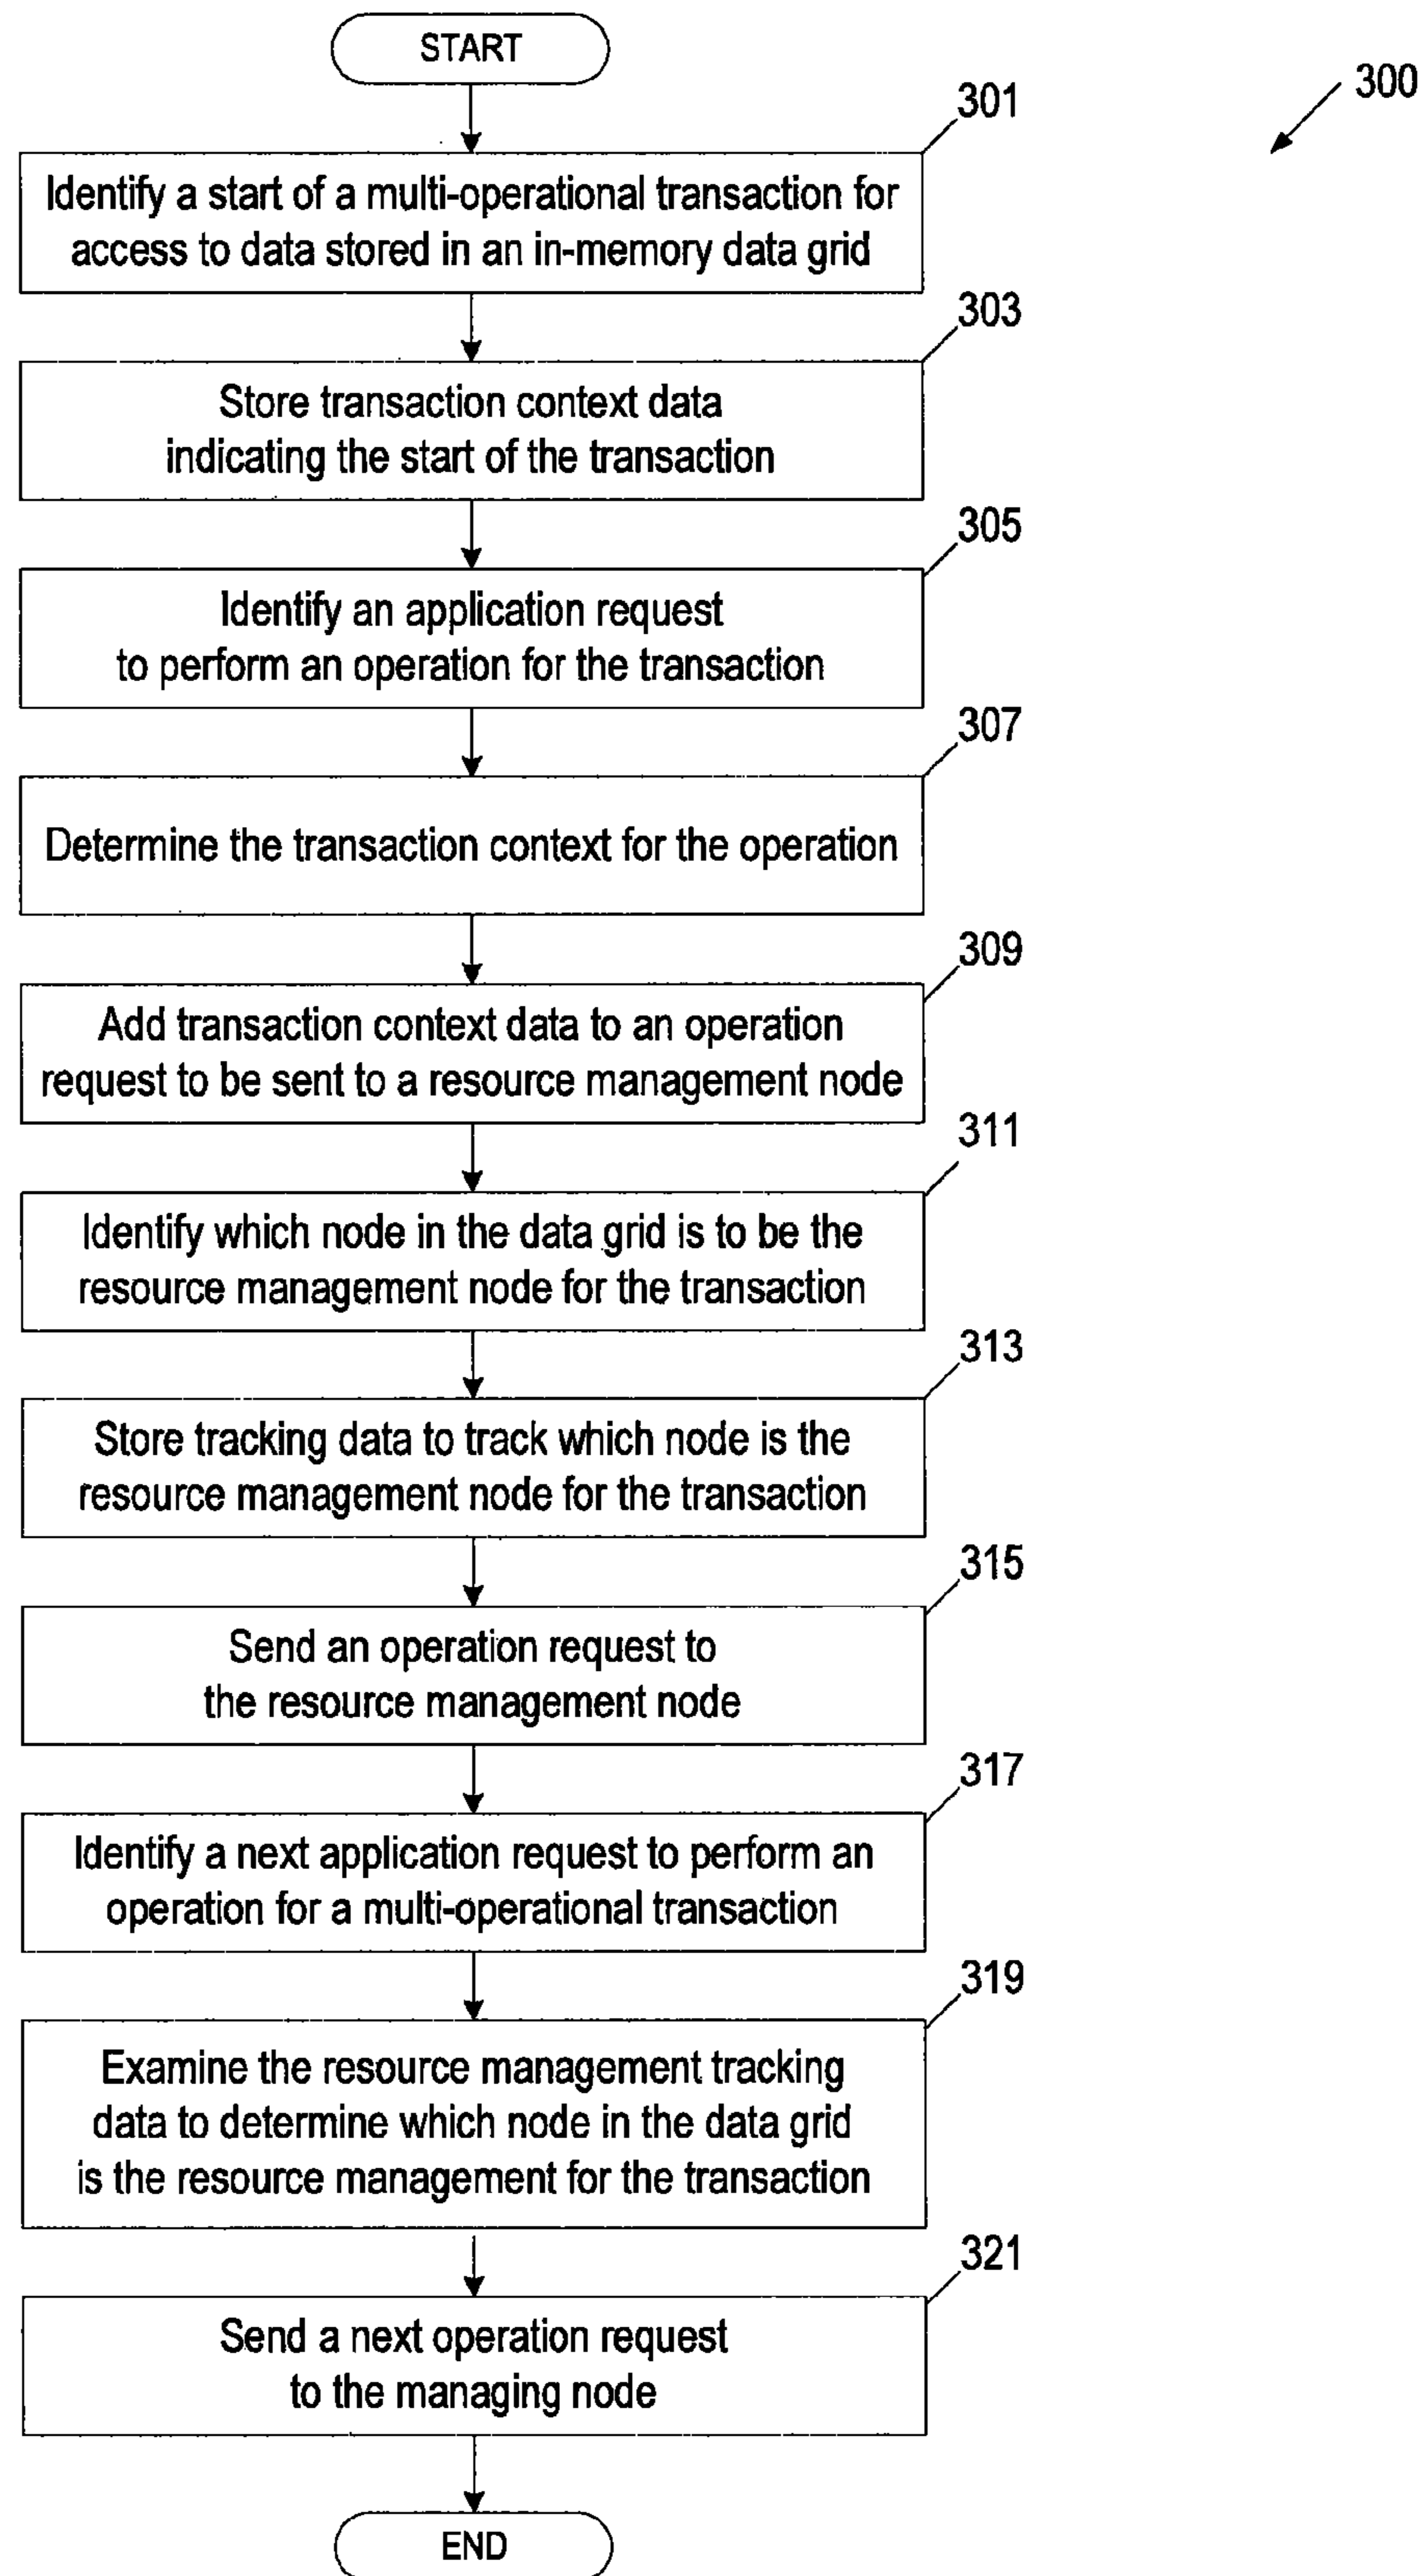 START
300
301
Identify a start of a multi-operational transaction for
access to data stored in an in-memory data grid
303
Store transaction context data
indicating the start of the transaction
305
Identify an application request
to perform an operation for the transaction
307
Determine the transaction context for the operation
309
Add transaction context data to an operation
request to be sent to a resource management node
311
Identify which node in the data grid is to be the
resource management node for the transaction
313
Store tracking data to track which node is the
resource management node for the transaction
315
Send an operation request to
the resource management node
317
Identify a next application request to perform an
operation for a multi-operational transaction
319
Examine the resource management tracking
data to determine which node in the data grid
is the resource management for the transaction
321
Send a next operation request
to the managing node
END